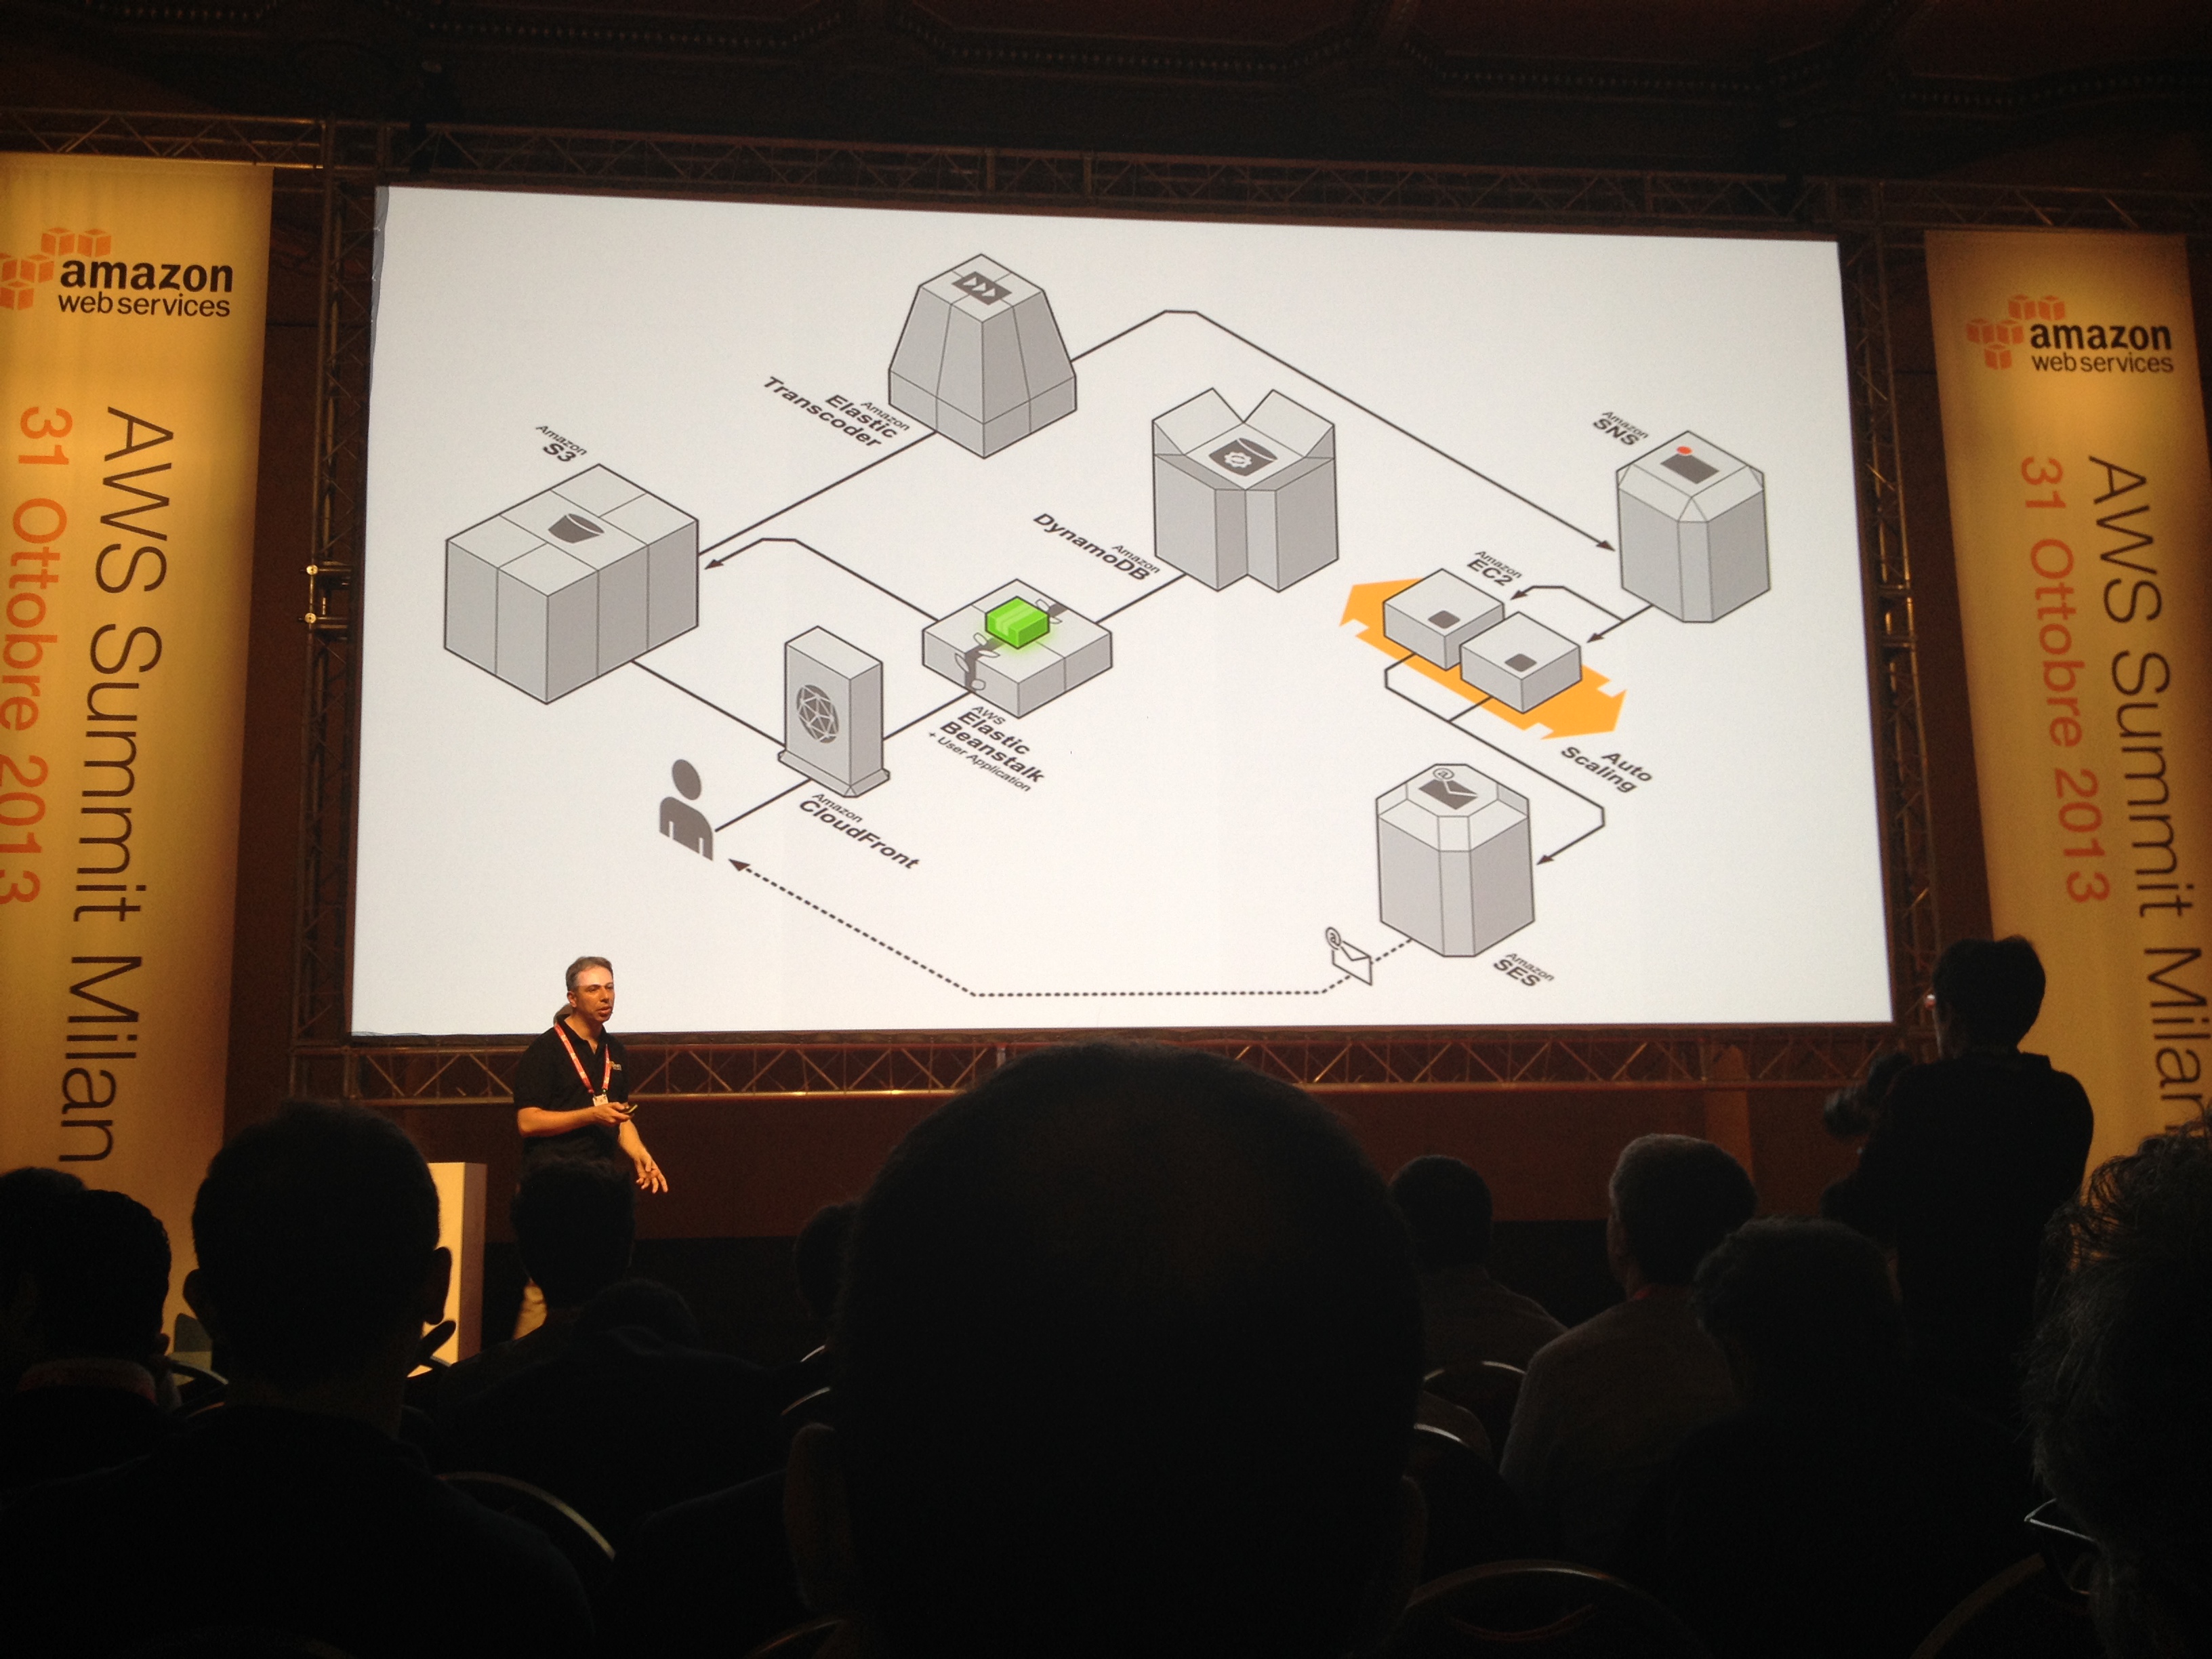 amazon
web services
AWS Summit Milan
31 Ottobre 2013
Amazon
Elastic
Transcoder
Amazon
S3
Amazon
DynamoDB
Amazon
SNS
Amazon
EC2
Auto
Scaling
AWS
Elastic
Beanstalk
+ User Application
Amazon
CloudFront
@
@
Amazon
SES
amazon
web services
AWS Summit Milan
31 Ottobre 2013